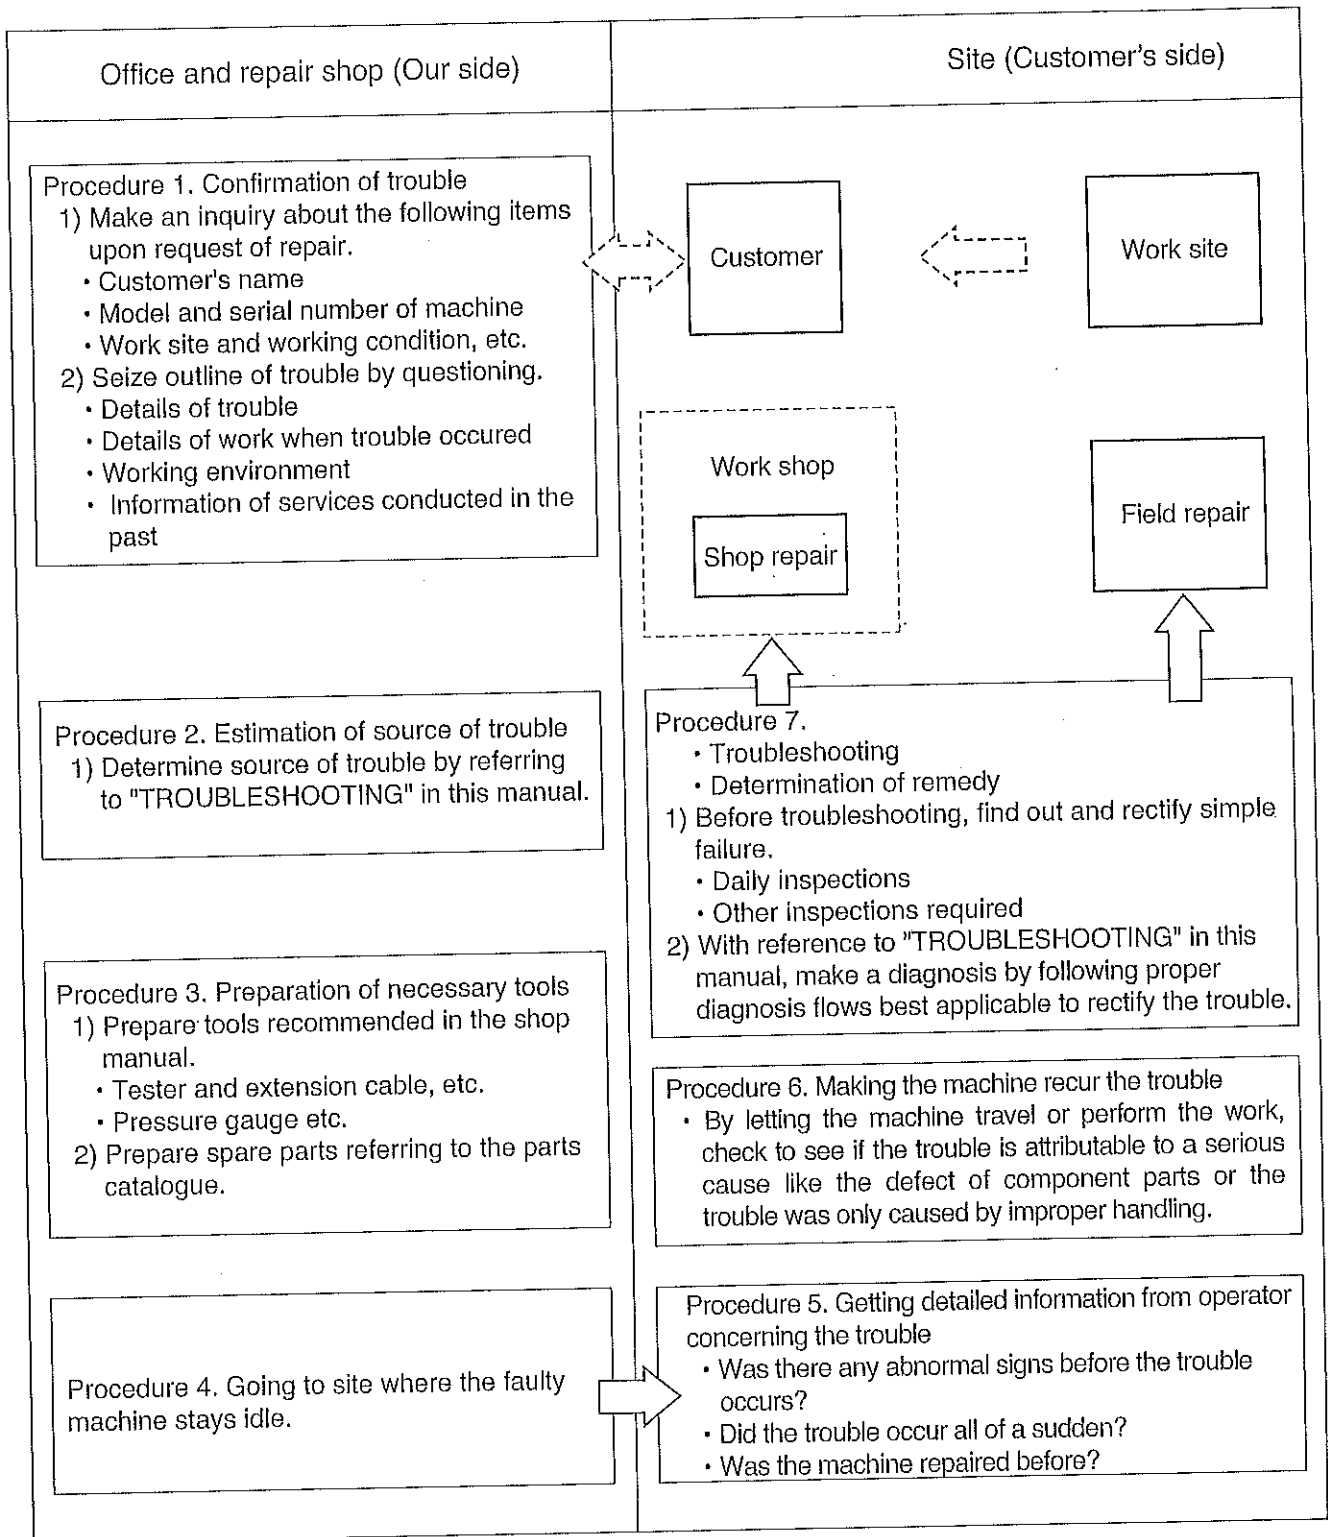 Office and repair shop (Our side)
Site (Customer's side)
Procedure 1. Confirmation of trouble
1) Make an inquiry about the following items
upon request of repair.
・Customer's name
・Model and serial number of machine
・Work site and working condition, etc.
2) Seize outline of trouble by questioning.
・Details of trouble
・Details of work when trouble occured
・Working environment
・Information of services conducted in the
past
Customer
Work site
Work shop
Shop repair
Field repair
Procedure 2. Estimation of source of trouble
1) Determine source of trouble by referring
to "TROUBLESHOOTING" in this manual.
Procedure 3. Preparation of necessary tools
1) Prepare tools recommended in the shop
manual.
・Tester and extension cable, etc.
・Pressure gauge etc.
2) Prepare spare parts referring to the parts
catalogue.
Procedure 4. Going to site where the faulty
machine stays idle.
Procedure 7.
・Troubleshooting
・Determination of remedy
1) Before troubleshooting, find out and rectify simple
failure.
・Daily inspections
・Other inspections required
2) With reference to "TROUBLESHOOTING" in this
manual, make a diagnosis by following proper
diagnosis flows best applicable to rectify the trouble.
Procedure 6. Making the machine recur the trouble
・By letting the machine travel or perform the work,
check to see if the trouble is attributable to a serious
cause like the defect of component parts or the
trouble was only caused by improper handling.
Procedure 5. Getting detailed information from operator
concerning the trouble
・Was there any abnormal signs before the trouble
occurs?
・Did the trouble occur all of a sudden?
・Was the machine repaired before?